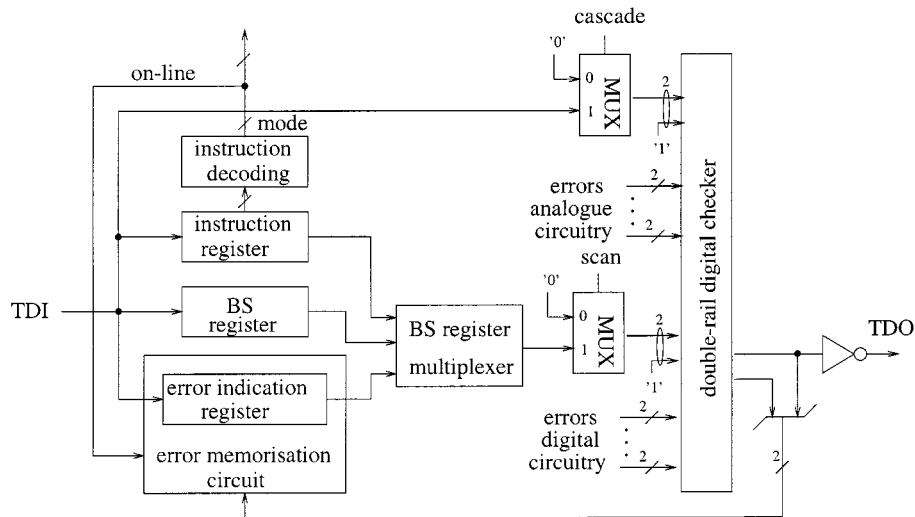 cascade
'0'
on-line
0
MUX
2
1
mode
'1'
instruction
decoding
2
errors
analogue
circuitry
2
instruction
register
scan
'0'
double-rail digital checker
TDI
BS
register
0
MUX
2
BS register
multiplexer
1
TDO
'1'
error indication
register
2
errors
digital
circuitry
2
error memorisation
circuit
2